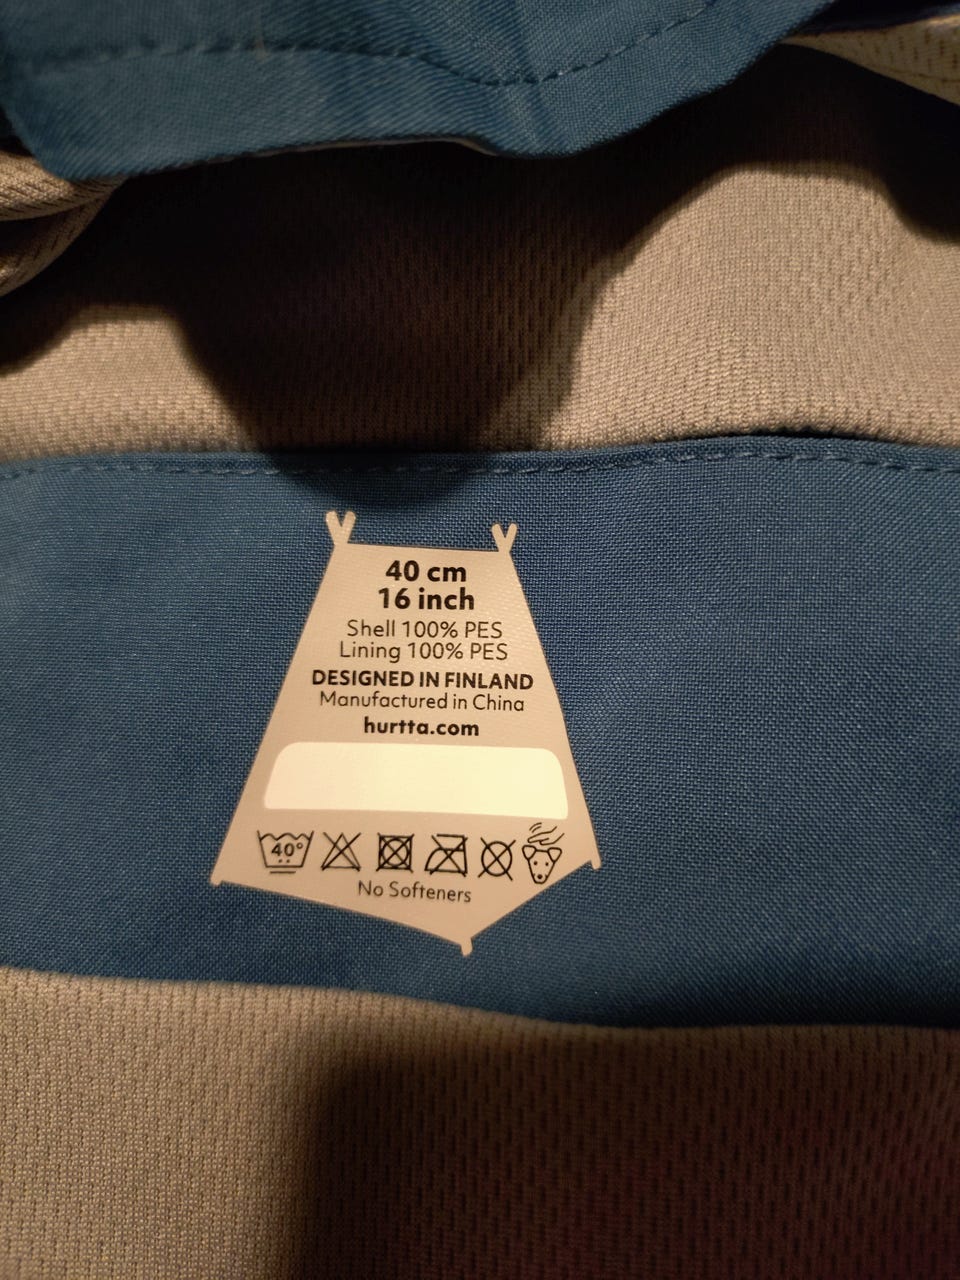 40 cm
16 inch
Shell 100% PES
Lining 100% PES
DESIGNED IN FINLAND
Manufactured in China
hurtta.com
40°
No Softeners